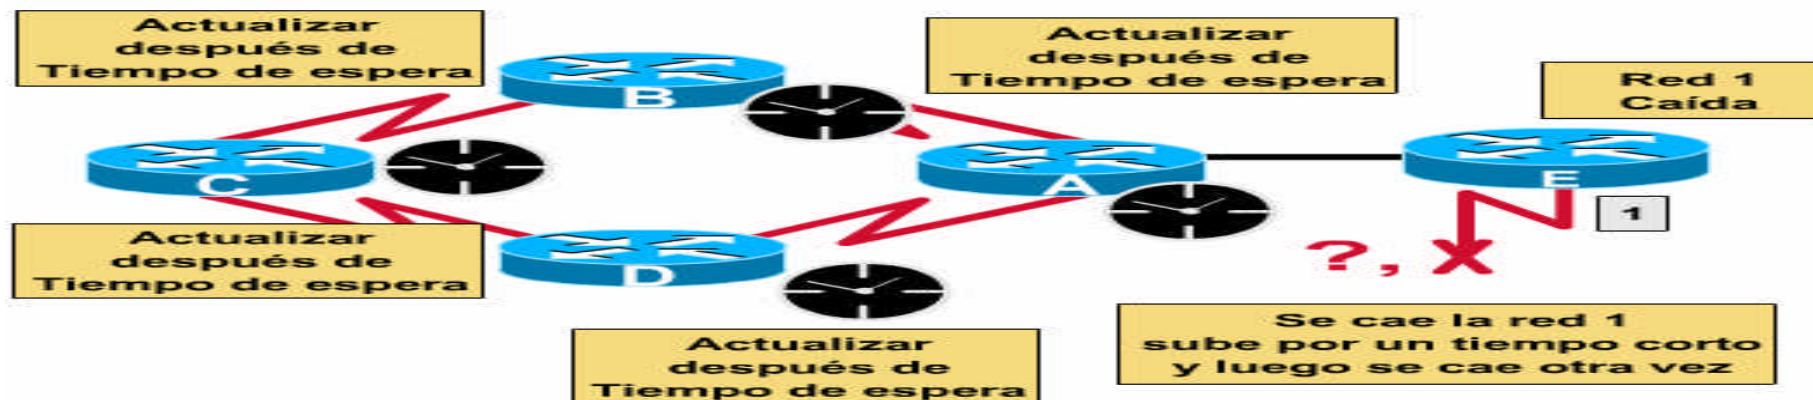 Actualizar
después de
Tiempo de espera
Actualizar
después de
Tiempo de espera
Red 1
Caída
B
C
A
E
1
Actualizar
después de
Tiempo de espera
D
?, X
Se cae la red 1
sube por un tiempo corto
y luego se cae otra vez
Actualizar
después de
Tiempo de espera